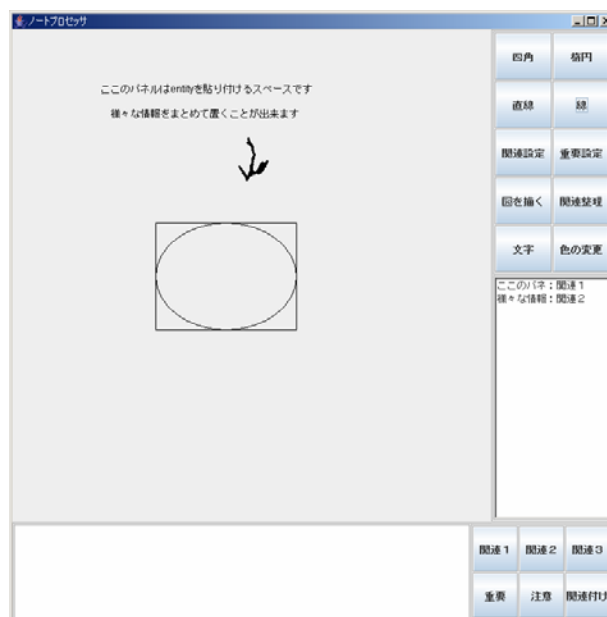 ノートプロセッサ
ここのパネルはentityを貼り付けるスペースです
様々な情報をまとめて置くことが出来ます
四角 楕円
直線 線
関連設定 重要設定
図を描く 関連整理
文字 色の変更
ここのパネ：関連1
様々な情報：関連2
関連1 関連2 関連3
重要 注意 関連付け